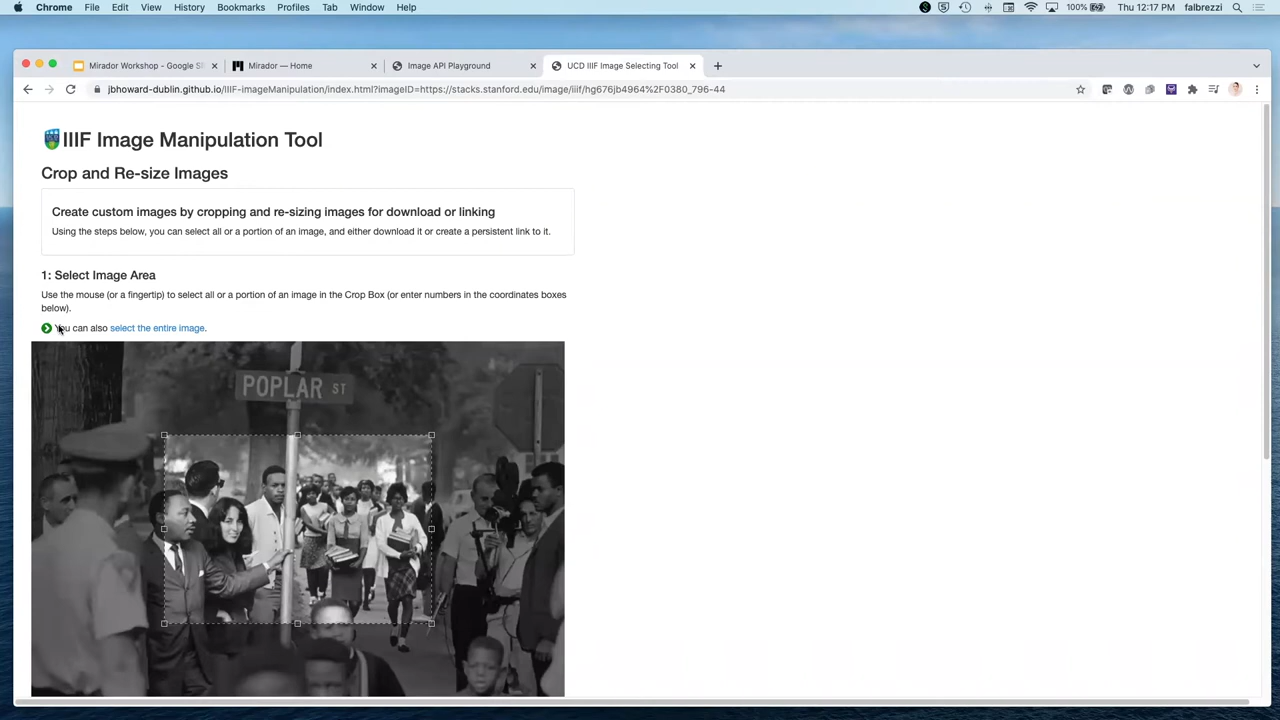 Chrome File Edit View History Bookmarks Profiles Tab Window Help 100% Thu 12:17 PM falbrezzi
Mirador Workshop - Google Sl
Mirador — Home
Image API Playground
UCD IIIF Image Selecting Tool
jbhoward-dublin.github.io/IIIF-imageManipulation/index.html?imageID=https://stacks.stanford.edu/image/iiif/hg676jb4964%2F0380_796-44
IIIF Image Manipulation Tool
Crop and Re-size Images
Create custom images by cropping and re-sizing images for download or linking
Using the steps below, you can select all or a portion of an image, and either download it or create a persistent link to it.
1: Select Image Area
Use the mouse (or a fingertip) to select all or a portion of an image in the Crop Box (or enter numbers in the coordinates boxes
below).
You can also select the entire image.
POPLAR ST